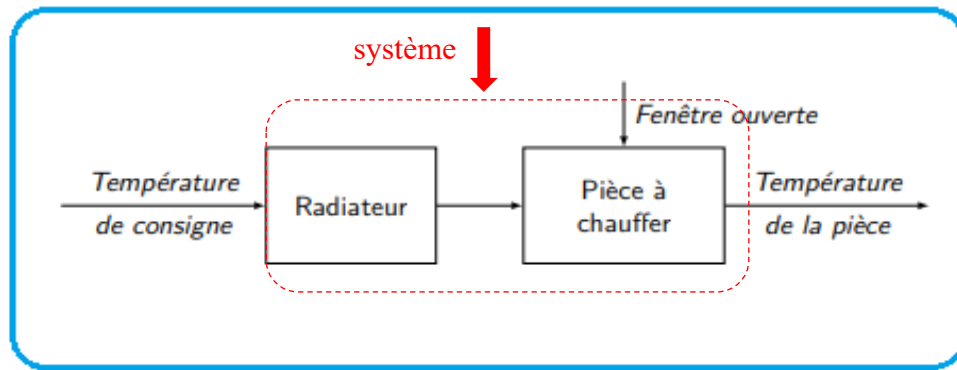 système
Fenêtre ouverte
Température
de consigne
Radiateur
Pièce à
chauffer
Température
de la pièce